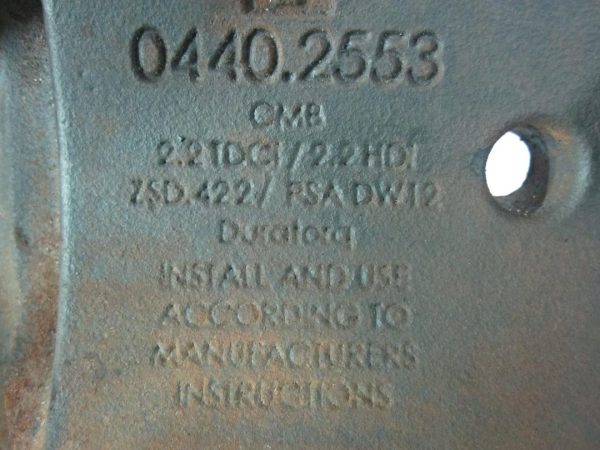 0440.2553
CMB
2.2TDCi/2.2HDi
ZSD.422/PSA DW12
Duratorq
INSTALL AND USE
ACCORDING TO
MANUFACTURERS
INSTRUCTIONS